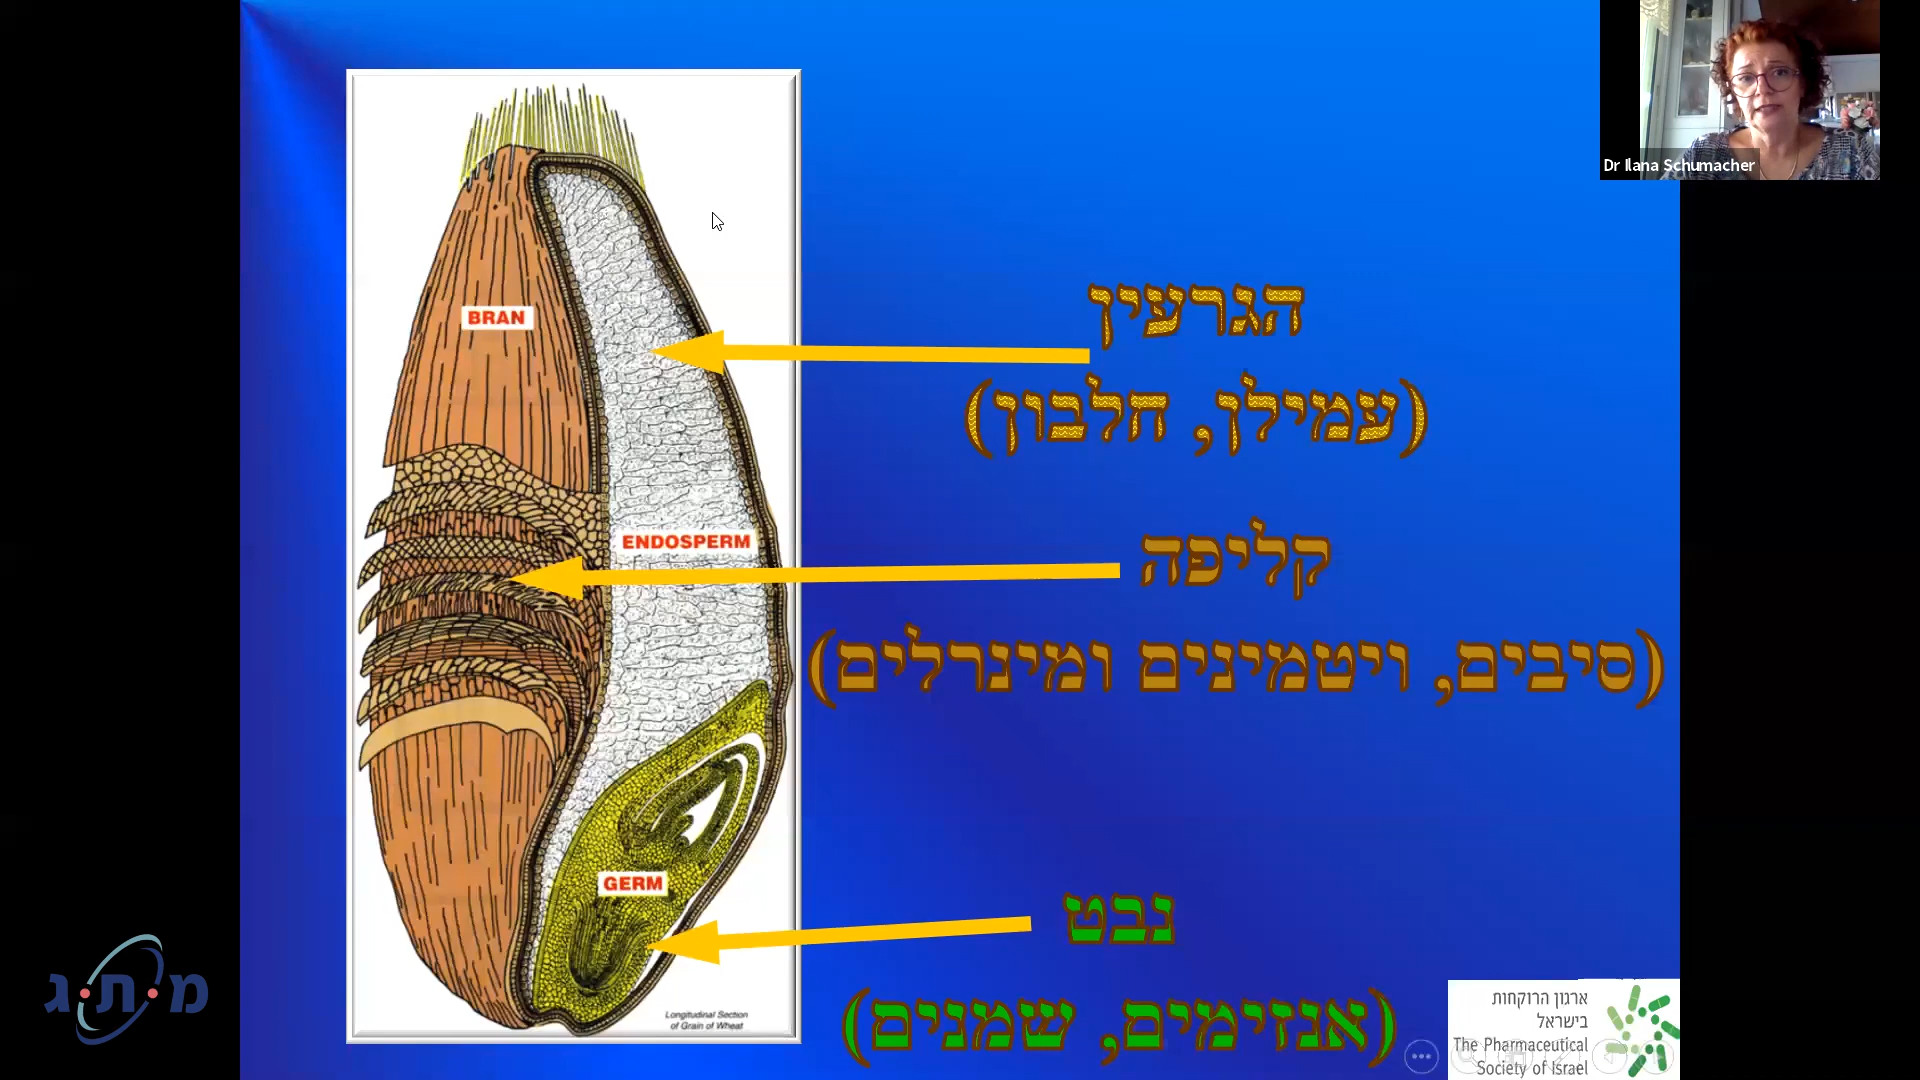 Dr Ilana Schumacher
BRAN
הגרעין
(עמילן, חלבון)
ENDOSPERM
קליפה
(סיבים, ויטמינים ומינרלים)
GERM
נבט
(אנזימים, שמנים)
Longitudinal Section
of Grain of Wheat
מ.ת.ג
ארגון הרוקחות
בישראל
The Pharmaceutical
Society of Israel